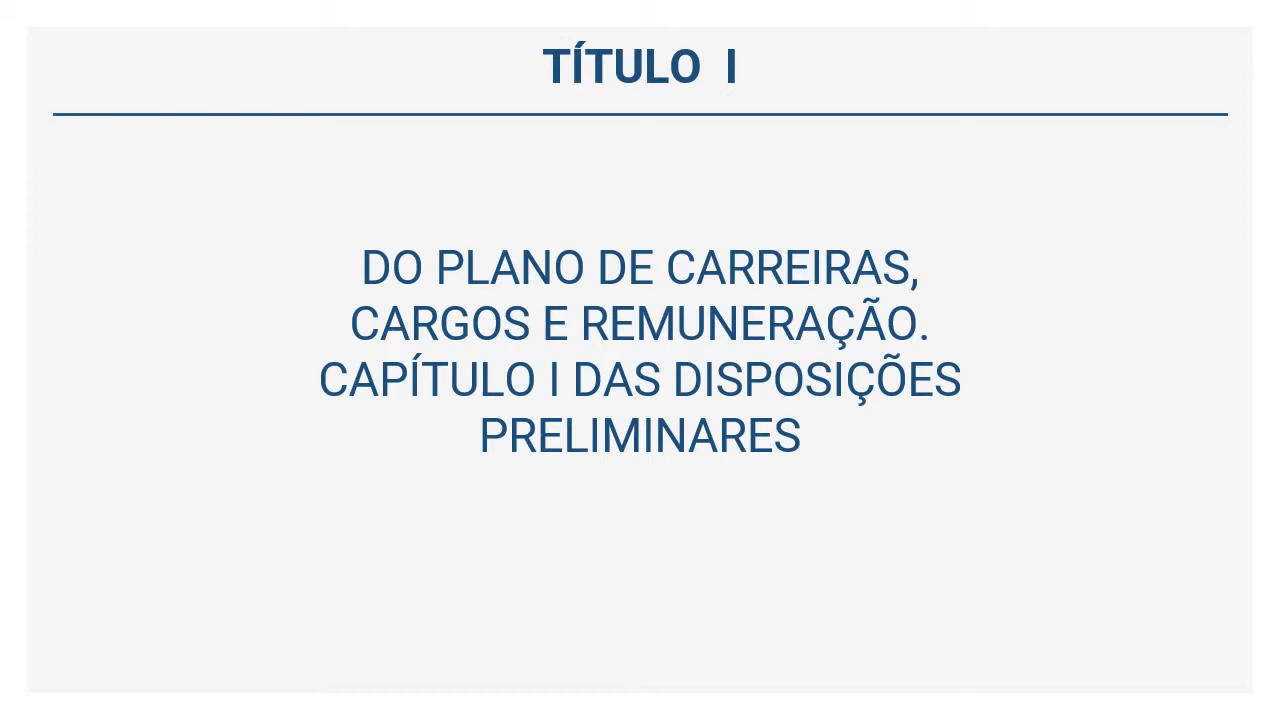 TÍTULO I
DO PLANO DE CARREIRAS,
CARGOS E REMUNERAÇÃO.
CAPÍTULO I DAS DISPOSIÇÕES
PRELIMINARES